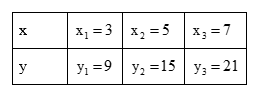 x x₁ = 3 x₂ = 5 x₃ = 7
y y₁ = 9 y₂ = 15 y₃ = 21